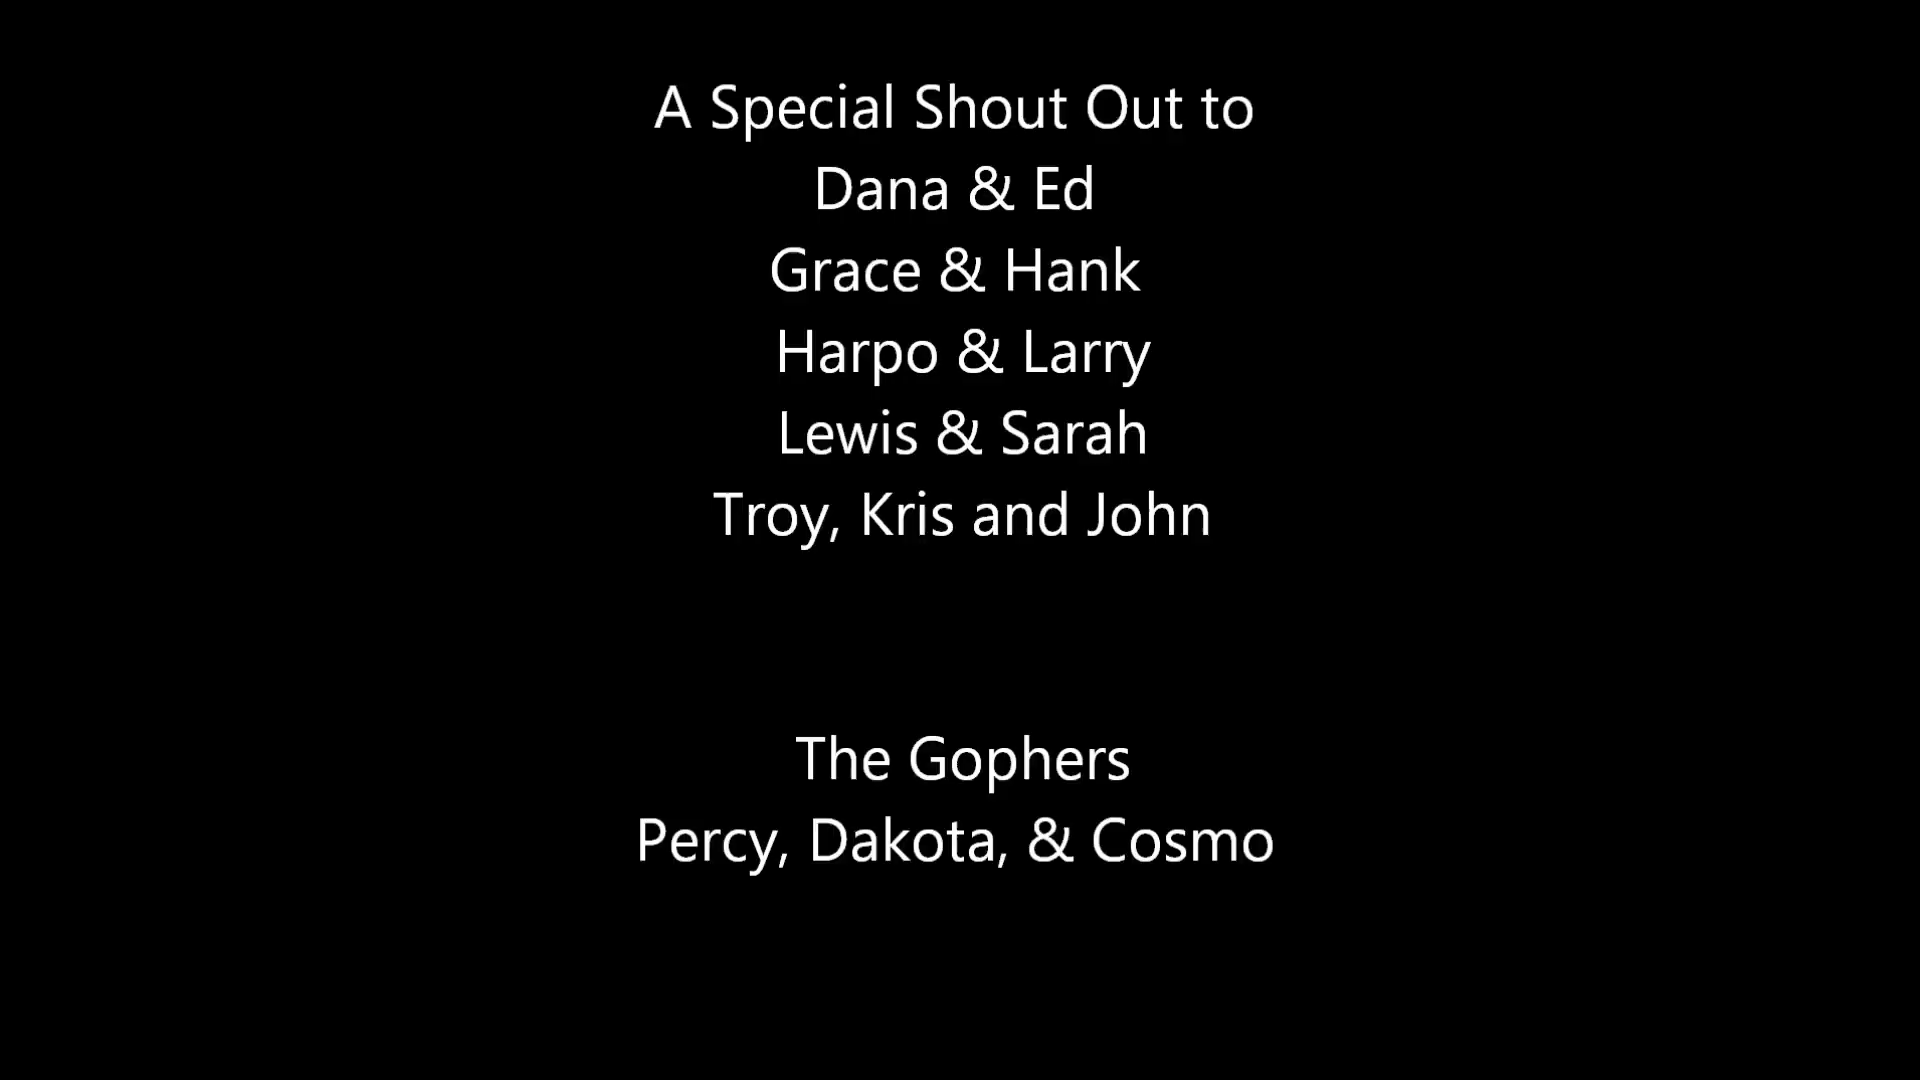 A Special Shout Out to
Dana & Ed
Grace & Hank
Harpo & Larry
Lewis & Sarah
Troy, Kris and John
The Gophers
Percy, Dakota, & Cosmo